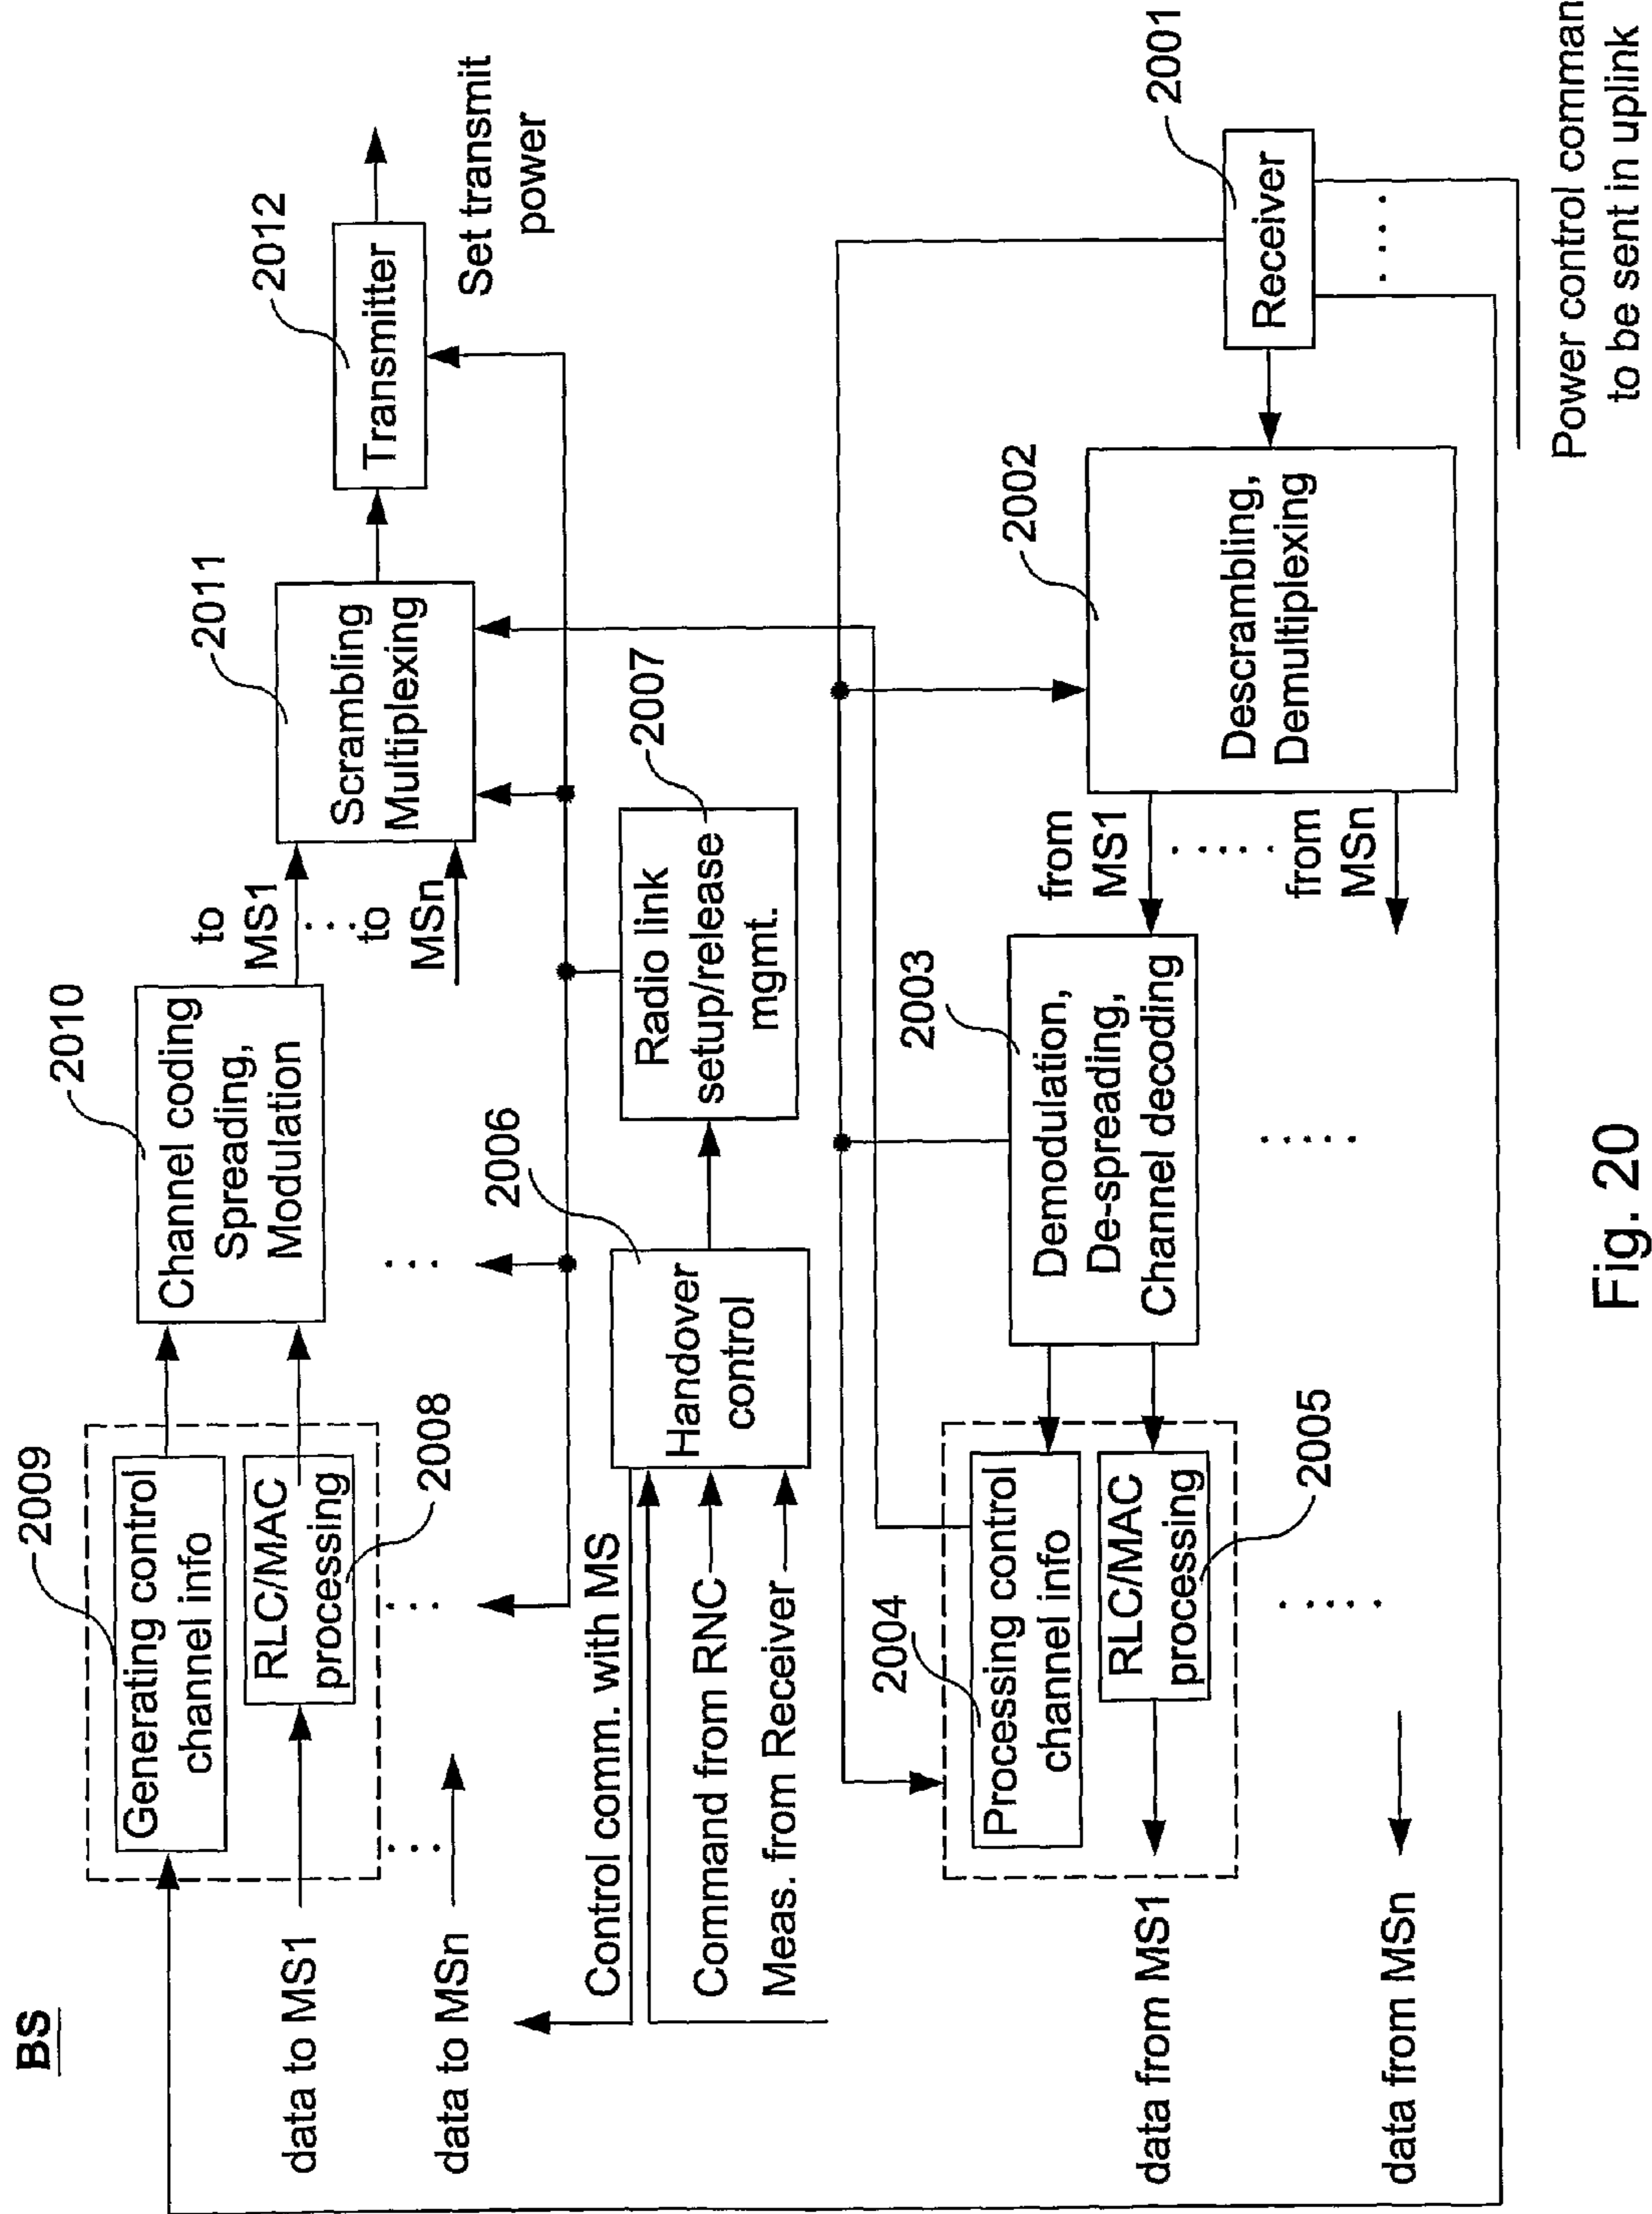 BS
2009
Generating control
channel info
RLC/MAC
processing
2008
data to MS1
data to MSn
2010
Channel coding
Spreading,
Modulation
to
MS1
to
MSn
2011
Scrambling
Multiplexing
2012
Transmitter
Set transmit
power
Control comm. with MS
Command from RNC
Meas. from Receiver
2006
Handover
control
2007
Radio link
setup/release
mgmt.
2004
Processing control
channel info
RLC/MAC
processing
2005
data from MS1
data from MSn
2003
Demodulation,
De-spreading,
Channel decoding
from
MS1
from
MSn
2002
Descrambling,
Demultiplexing
2001
Receiver
Power control comman
to be sent in uplink
Fig. 20